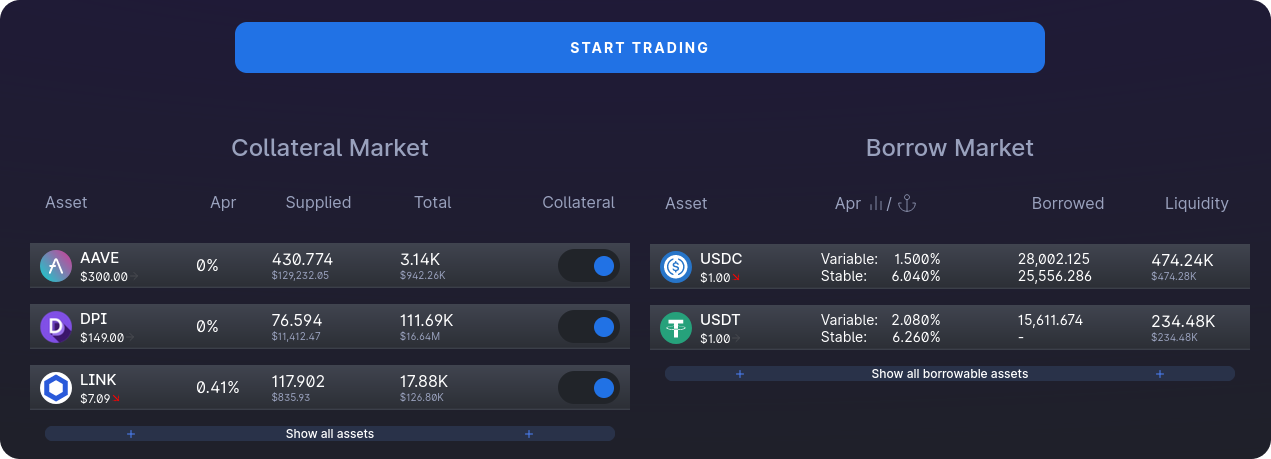 START TRADING
Collateral Market
Asset Apr Supplied Total Collateral
AAVE
$300.00
0%
430.774
$129,232.05
3.14K
$942.26K
DPI
$149.00
0%
76.594
$11,412.47
111.69K
$16.64M
LINK
$7.09
0.41%
117.902
$835.93
17.88K
$126.80K
+ Show all assets +
Borrow Market
Asset Apr / Borrowed Liquidity
USDC
$1.00
Variable: 1.500%
Stable: 6.040%
28,002.125
25,556.286
474.24K
$474.28K
USDT
$1.00
Variable: 2.080%
Stable: 6.260%
15,611.674
-
234.48K
$234.48K
+ Show all borrowable assets +